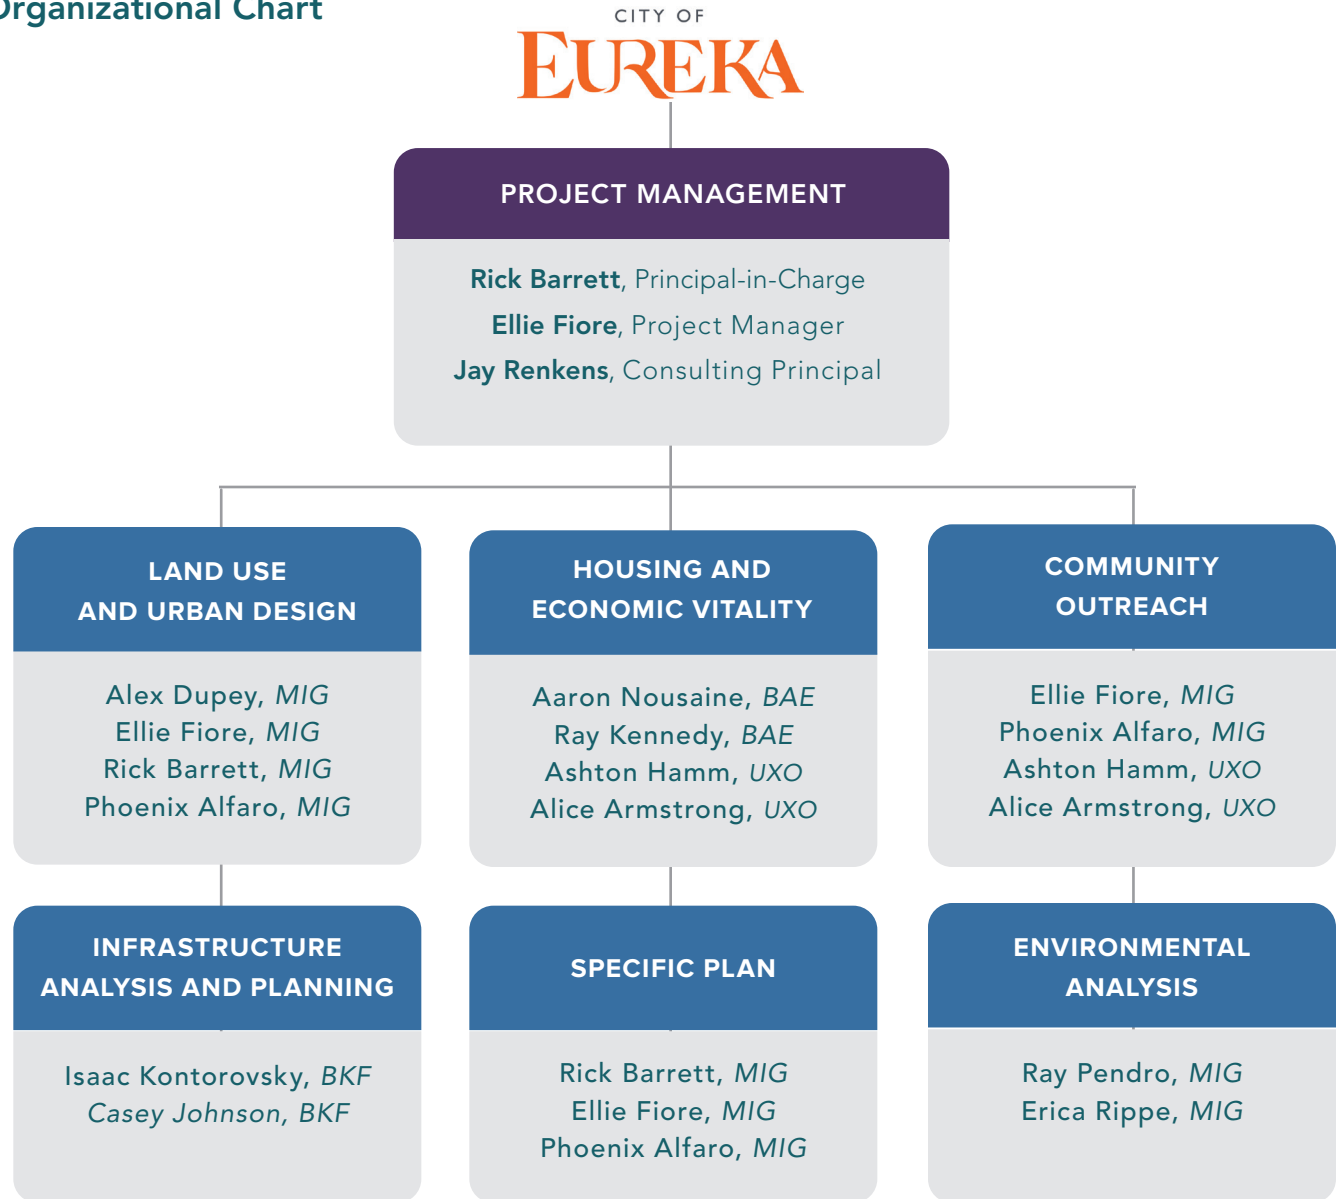 Organizational Chart
CITY OF
EUREKA
PROJECT MANAGEMENT
Rick Barrett, Principal-in-Charge
Ellie Fiore, Project Manager
Jay Renkens, Consulting Principal
LAND USE
AND URBAN DESIGN
Alex Dupey, MIG
Ellie Fiore, MIG
Rick Barrett, MIG
Phoenix Alfaro, MIG
HOUSING AND
ECONOMIC VITALITY
Aaron Nousaine, BAE
Ray Kennedy, BAE
Ashton Hamm, UXO
Alice Armstrong, UXO
COMMUNITY
OUTREACH
Ellie Fiore, MIG
Phoenix Alfaro, MIG
Ashton Hamm, UXO
Alice Armstrong, UXO
INFRASTRUCTURE
ANALYSIS AND PLANNING
Isaac Kontorovsky, BKF
Casey Johnson, BKF
SPECIFIC PLAN
Rick Barrett, MIG
Ellie Fiore, MIG
Phoenix Alfaro, MIG
ENVIRONMENTAL
ANALYSIS
Ray Pendro, MIG
Erica Rippe, MIG